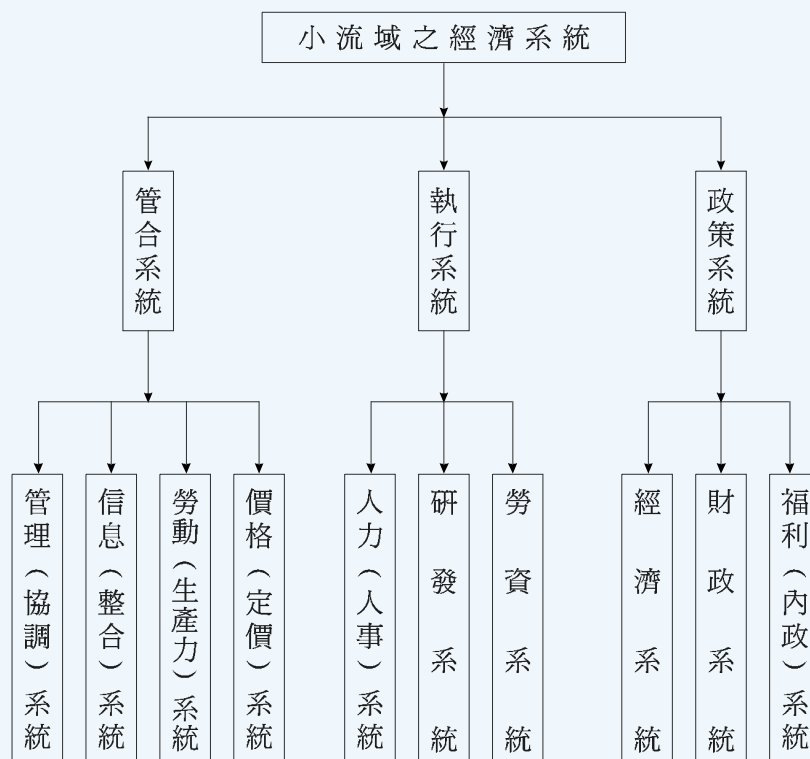 小流域之經濟系統
管合系統
執行系統
政策系統
管理(協調)系統
信息(整合)系統
勞動(生產力)系統
價格(定價)系統
人力(人事)系統
研發系統
勞資系統
經濟系統
財政系統
福利(內政)系統